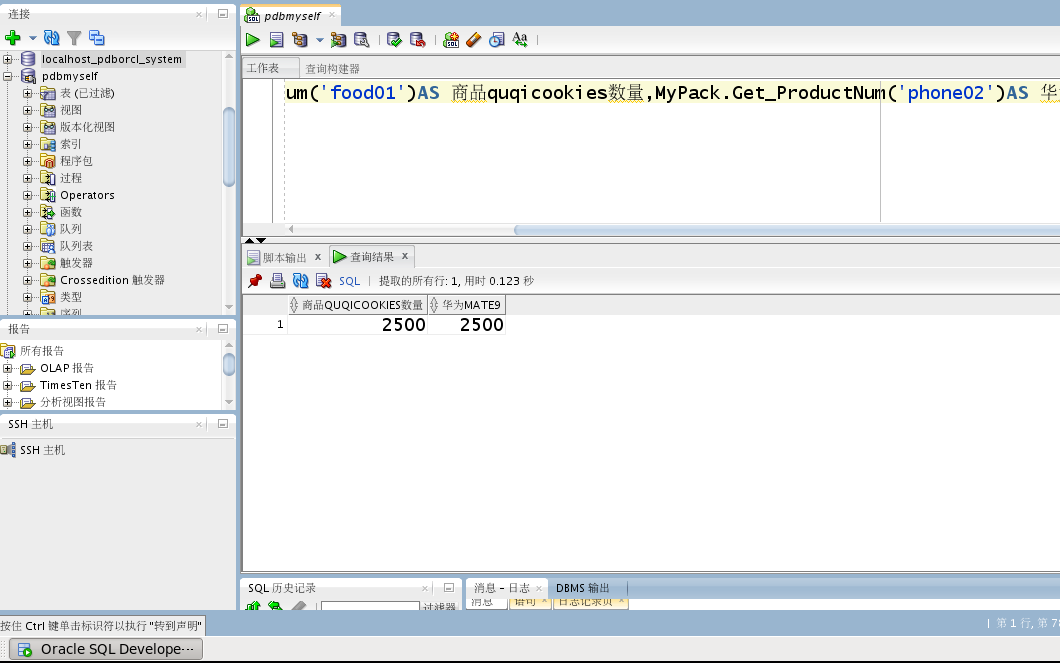 连接
localhost_pdborcl_system
pdbmyself
表 (已过滤)
视图
版本化视图
索引
程序包
过程
Operators
函数
队列
队列表
触发器
Crossedition 触发器
类型
序列
报告
所有报告
OLAP 报告
TimesTen 报告
分析视图报告
SSH 主机
SSH 主机
pdbmyself
SQL
Aa
工作表 查询构建器
um('food01')AS 商品quqicookies数量,MyPack.Get_ProductNum('phone02')AS 华
脚本输出 x 查询结果 x
SQL | 提取的所有行: 1, 用时 0.123 秒
商品QUQICOOKIES数量 华为MATE9
1 2500 2500
SQL 历史记录
过滤器
消息 - 日志 DBMS 输出
消息 语句 日志记录页
按住 Ctrl 键单击标识符以执行 "转到声明"
| 第 1 行, 第 78
Oracle SQL Develope···